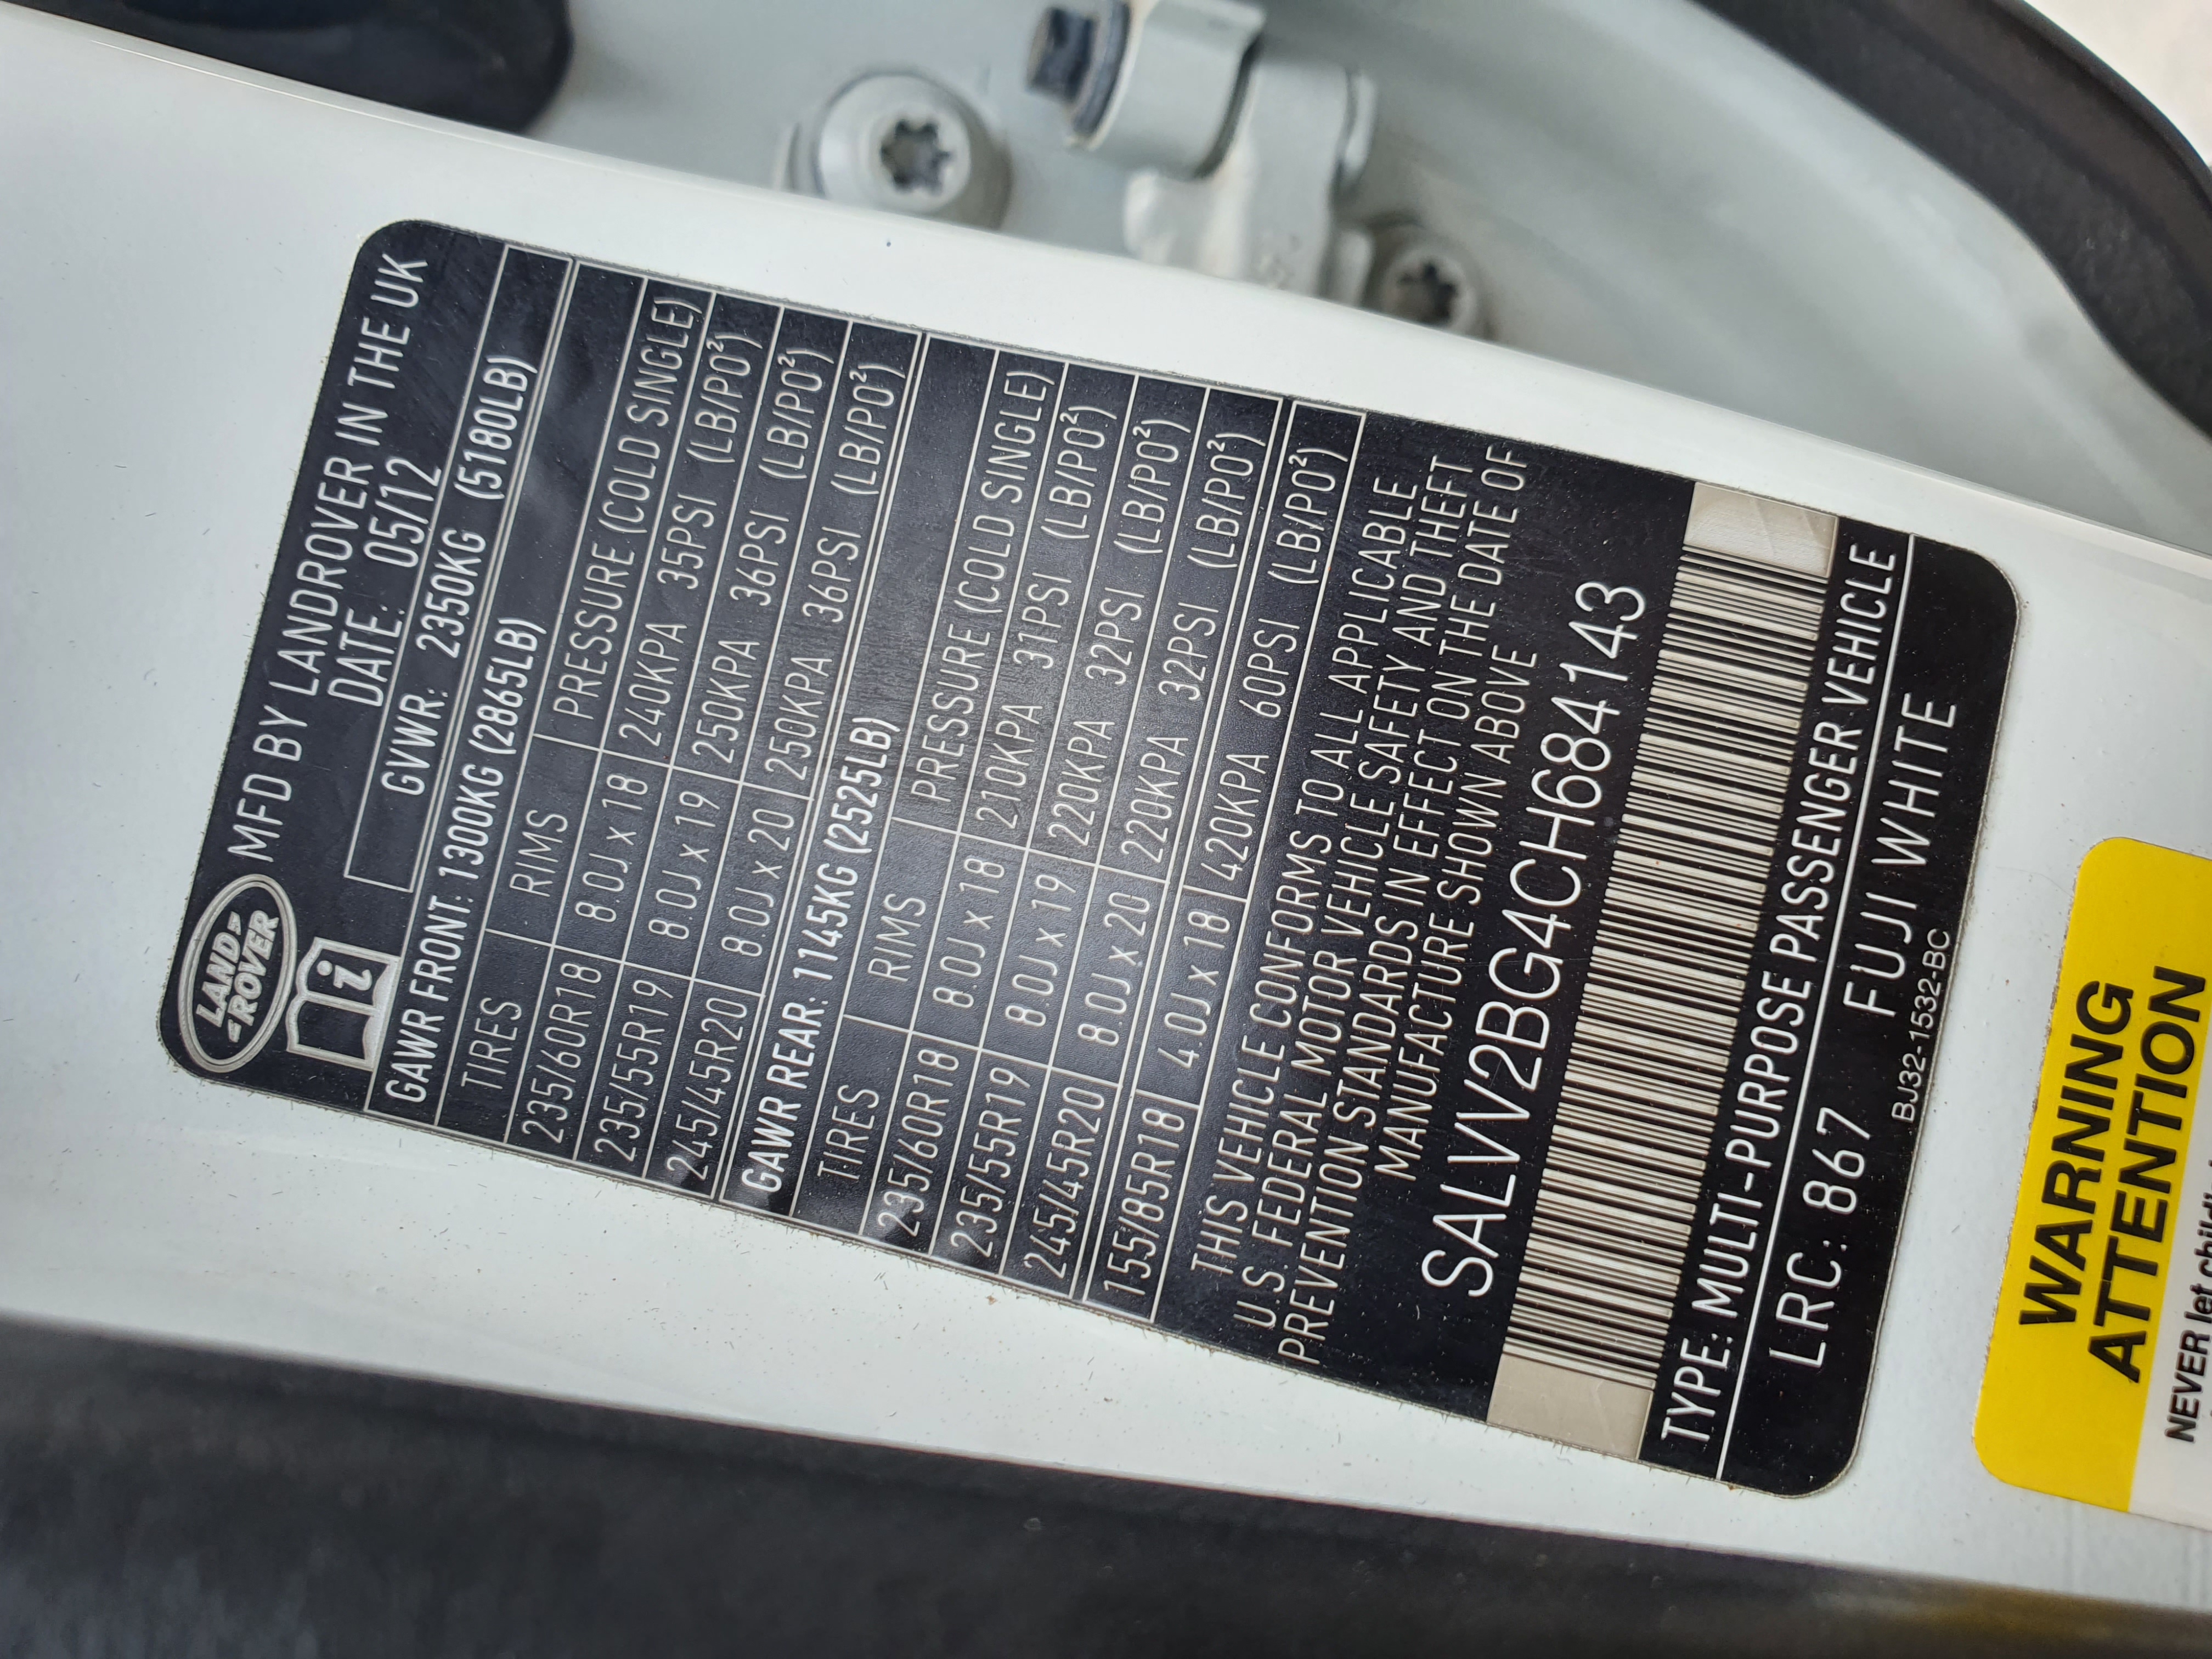 LAND-
-ROVER
MFD BY LANDROVER IN THE UK
DATE: 05/12
i
GVWR: 2350KG (5180LB)
GAWR FRONT: 1300KG (2865LB)
TIRES RIMS PRESSURE (COLD SINGLE)
235/60R18 8.0J x 18 240KPA 35PSI (LB/PO²)
235/55R19 8.0J x 19 250KPA 36PSI (LB/PO²)
245/45R20 8.0J x 20 250KPA 36PSI (LB/PO²)
GAWR REAR: 1145KG (2525LB)
TIRES RIMS PRESSURE (COLD SINGLE)
235/60R18 8.0J x 18 210KPA 31PSI (LB/PO²)
235/55R19 8.0J x 19 220KPA 32PSI (LB/PO²)
245/45R20 8.0J x 20 220KPA 32PSI (LB/PO²)
155/85R18 4.0J x 18 420KPA 60PSI (LB/PO²)
THIS VEHICLE CONFORMS TO ALL APPLICABLE
U.S. FEDERAL MOTOR VEHICLE SAFETY AND THEFT
PREVENTION STANDARDS IN EFFECT ON THE DATE OF
MANUFACTURE SHOWN ABOVE
SALVV2BG4CH684143
TYPE: MULTI-PURPOSE PASSENGER VEHICLE
LRC: 867 FUJI WHITE
BJ32-1532-BC
WARNING
ATTENTION
NEVER let